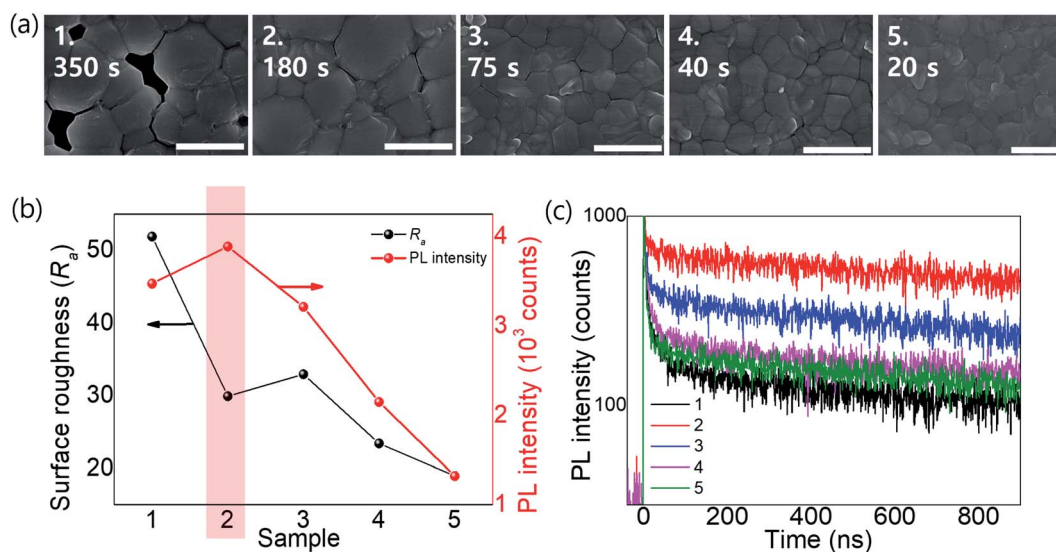 (a)
1.
350 s
2.
180 s
3.
75 s
4.
40 s
5.
20 s
(b)
Surface roughness (Ra)
50
40
30
20
Ra
PL intensity
4
3
2
1
PL intensity (10³ counts)
1 2 3 4 5
Sample
(c)
PL intensity (counts)
1000
100
1
2
3
4
5
0 200 400 600 800
Time (ns)